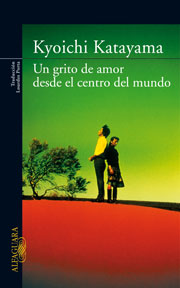 Kyoichi Katayama
Un grito de amor
desde el centro del mundo
Traducción
Lourdes Porta
ALFAGUARA